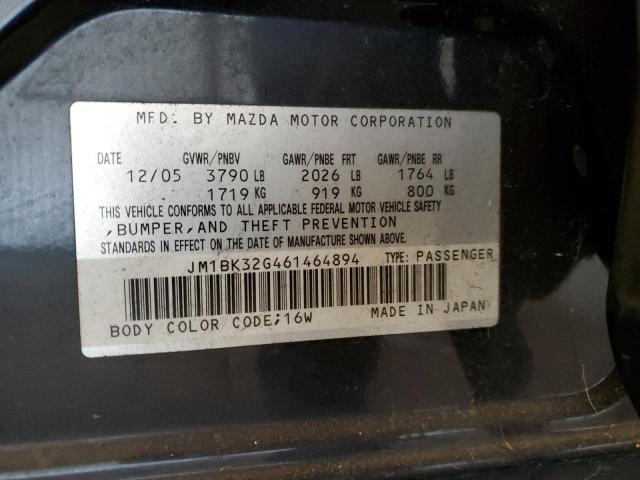 MFD. BY MAZDA MOTOR CORPORATION
DATE GVWR/PNBV GAWR/PNBE FRT GAWR/PNBE RR
12/05 3790 LB 2026 LB 1764 LB
1719 KG 919 KG 800 KG
THIS VEHICLE CONFORMS TO ALL APPLICABLE FEDERAL MOTOR VEHICLE SAFETY
,BUMPER,AND THEFT PREVENTION
STANDARDS IN EFFECT ON THE DATE OF MANUFACTURE SHOWN ABOVE.
JM1BK32G461464894 TYPE: PASSENGER
BODY COLOR CODE;16W MADE IN JAPAN